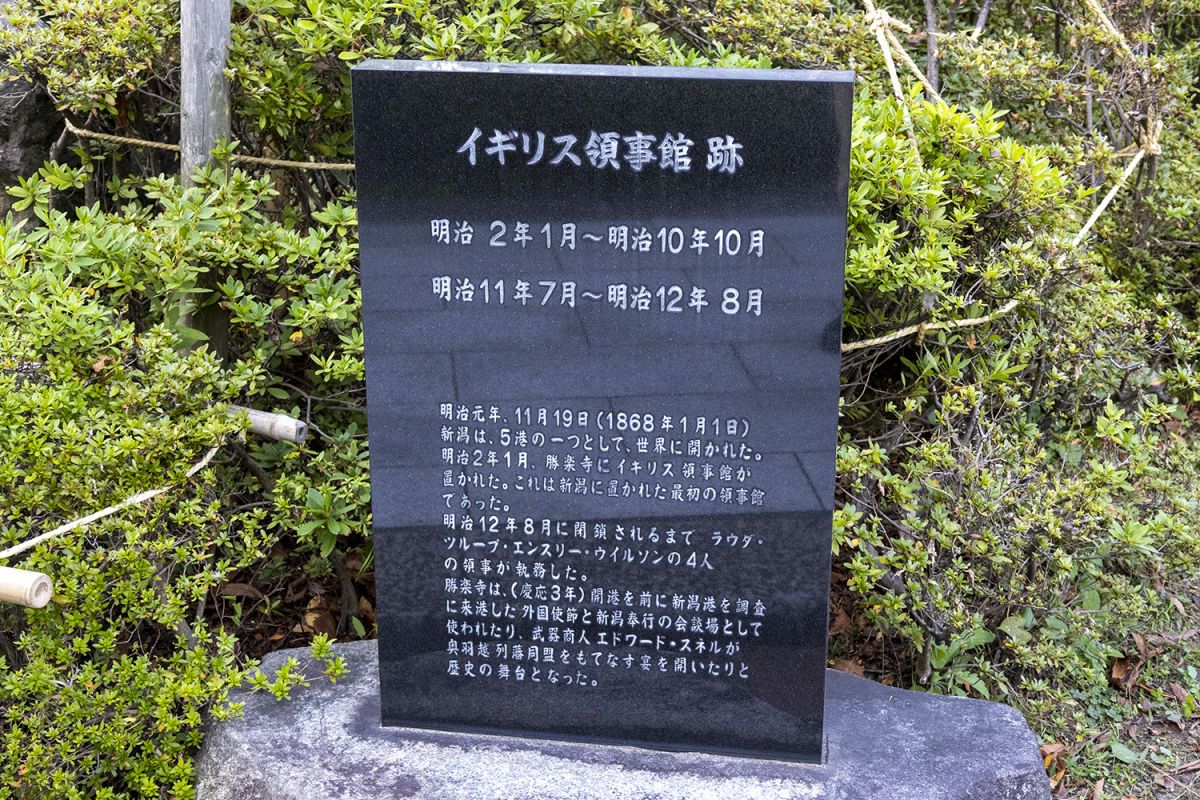 イギリス領事館 跡
明治 2年1月～明治10年10月
明治11年7月～明治12年 8月
明治元年、11月19日(1868年1月1日)
新潟は、5港の一つとして、世界に開かれた。
明治2年1月、勝楽寺にイギリス領事館が
置かれた。これは新潟に置かれた最初の領事館
であった。
明治12年8月に閉鎖されるまで ラウダ・
ツループ・エンスリー・ウイルソンの4人
の領事が執務した。
勝楽寺は、(慶応3年)開港を前に新潟港を調査
に来港した外国使節と新潟奉行の会談場として
使われたり、武器商人エドワード・スネルが
奥羽越列藩同盟をもてなす宴を開いたりと
歴史の舞台となった。